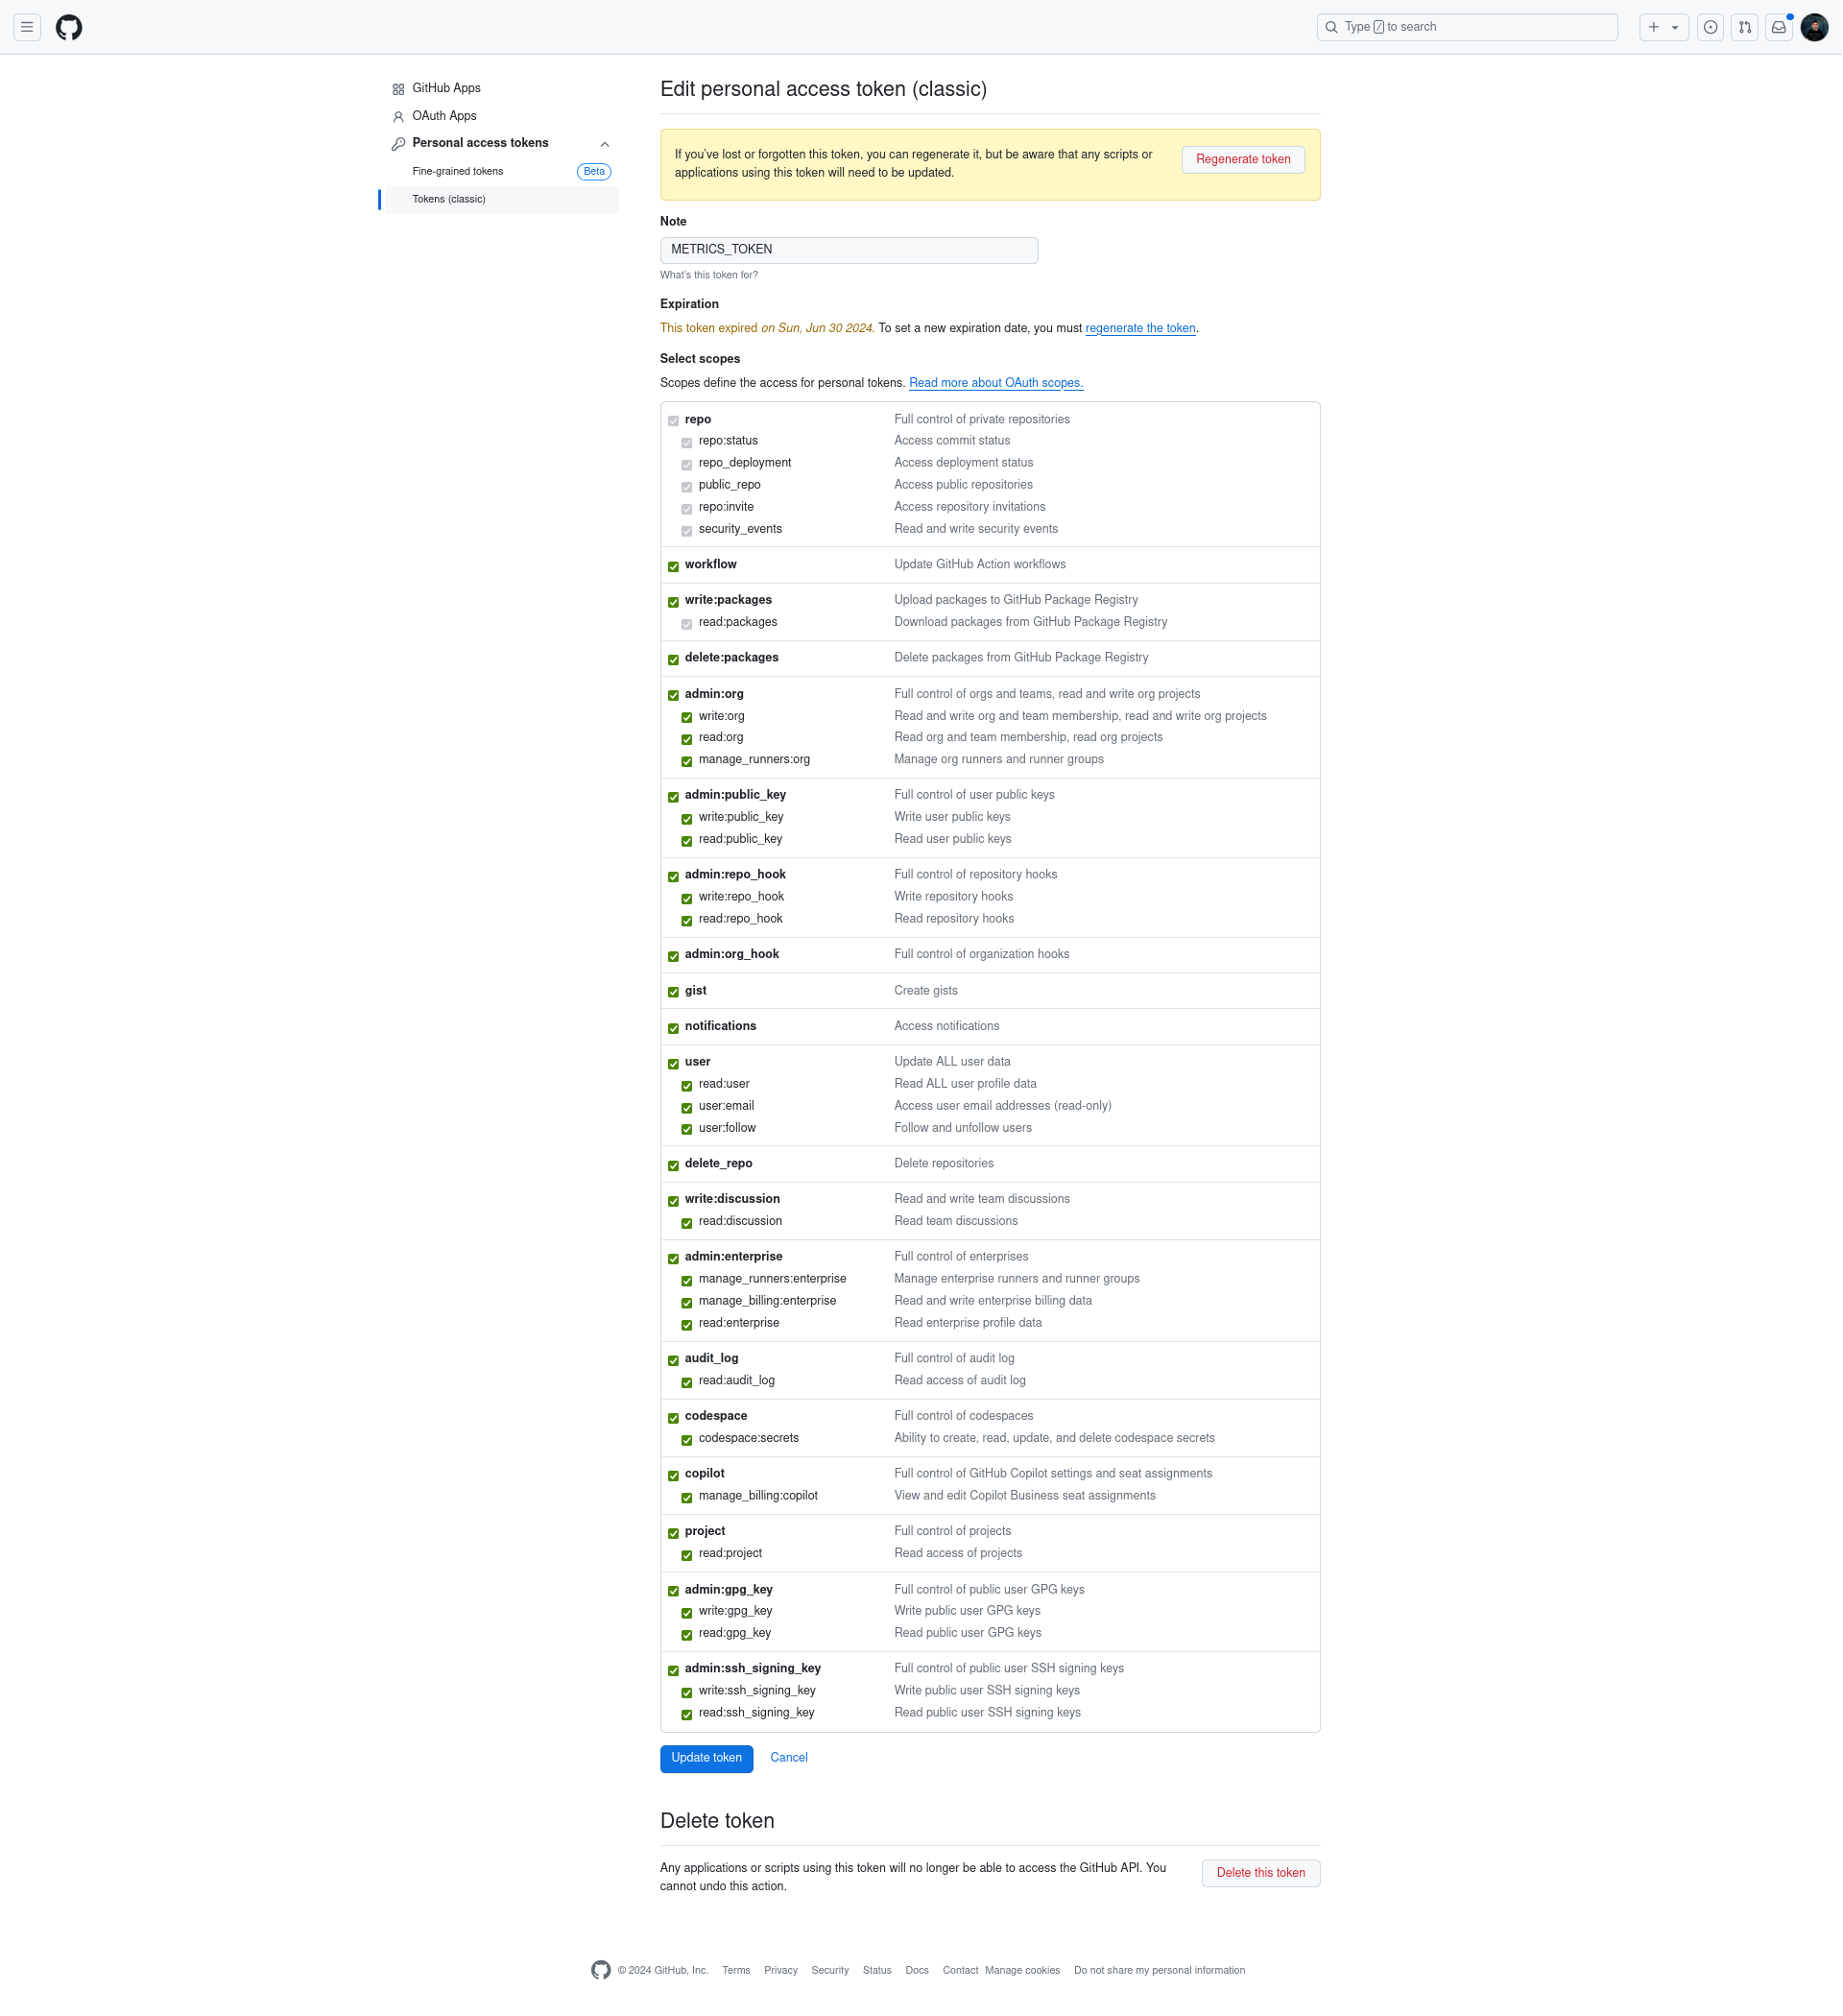 Type / to search
GitHub Apps
OAuth Apps
Personal access tokens
Fine-grained tokens Beta
Tokens (classic)
Edit personal access token (classic)
If you've lost or forgotten this token, you can regenerate it, but be aware that any scripts or
applications using this token will need to be updated.
Regenerate token
Note
METRICS_TOKEN
What's this token for?
Expiration
This token expired on Sun, Jun 30 2024. To set a new expiration date, you must regenerate the token.
Select scopes
Scopes define the access for personal tokens. Read more about OAuth scopes.
repo Full control of private repositories
repo:status Access commit status
repo_deployment Access deployment status
public_repo Access public repositories
repo:invite Access repository invitations
security_events Read and write security events
workflow Update GitHub Action workflows
write:packages Upload packages to GitHub Package Registry
read:packages Download packages from GitHub Package Registry
delete:packages Delete packages from GitHub Package Registry
admin:org Full control of orgs and teams, read and write org projects
write:org Read and write org and team membership, read and write org projects
read:org Read org and team membership, read org projects
manage_runners:org Manage org runners and runner groups
admin:public_key Full control of user public keys
write:public_key Write user public keys
read:public_key Read user public keys
admin:repo_hook Full control of repository hooks
write:repo_hook Write repository hooks
read:repo_hook Read repository hooks
admin:org_hook Full control of organization hooks
gist Create gists
notifications Access notifications
user Update ALL user data
read:user Read ALL user profile data
user:email Access user email addresses (read-only)
user:follow Follow and unfollow users
delete_repo Delete repositories
write:discussion Read and write team discussions
read:discussion Read team discussions
admin:enterprise Full control of enterprises
manage_runners:enterprise Manage enterprise runners and runner groups
manage_billing:enterprise Read and write enterprise billing data
read:enterprise Read enterprise profile data
audit_log Full control of audit log
read:audit_log Read access of audit log
codespace Full control of codespaces
codespace:secrets Ability to create, read, update, and delete codespace secrets
copilot Full control of GitHub Copilot settings and seat assignments
manage_billing:copilot View and edit Copilot Business seat assignments
project Full control of projects
read:project Read access of projects
admin:gpg_key Full control of public user GPG keys
write:gpg_key Write public user GPG keys
read:gpg_key Read public user GPG keys
admin:ssh_signing_key Full control of public user SSH signing keys
write:ssh_signing_key Write public user SSH signing keys
read:ssh_signing_key Read public user SSH signing keys
Update token Cancel
Delete token
Any applications or scripts using this token will no longer be able to access the GitHub API. You
cannot undo this action.
Delete this token
© 2024 GitHub, Inc. Terms Privacy Security Status Docs Contact Manage cookies Do not share my personal information